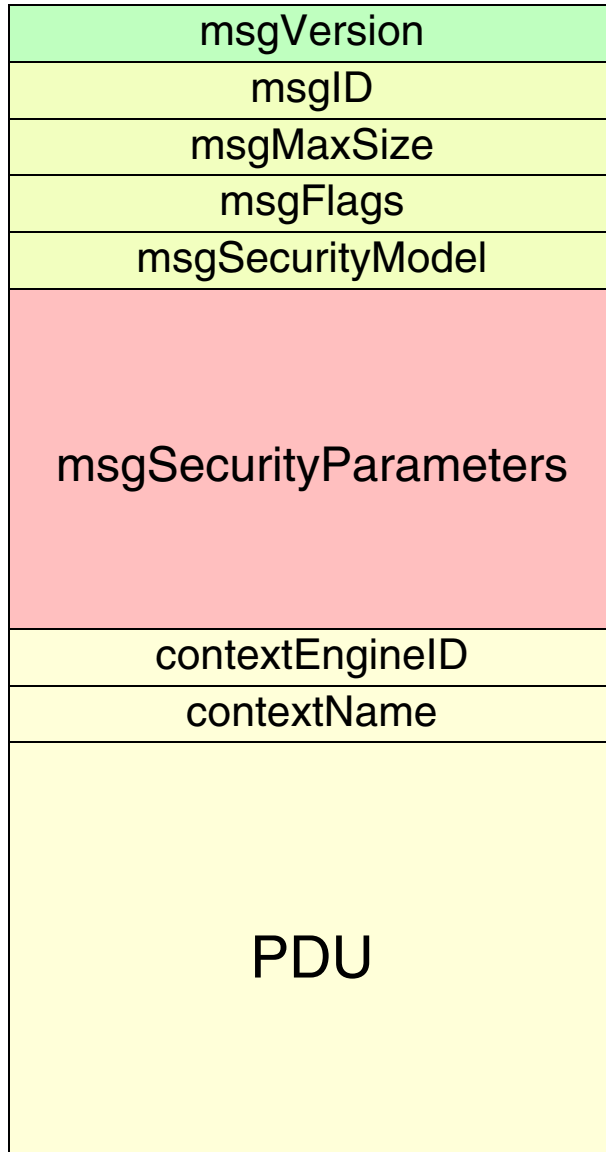 msgVersion
msgID
msgMaxSize
msgFlags
msgSecurityModel
msgSecurityParameters
contextEngineID
contextName
PDU